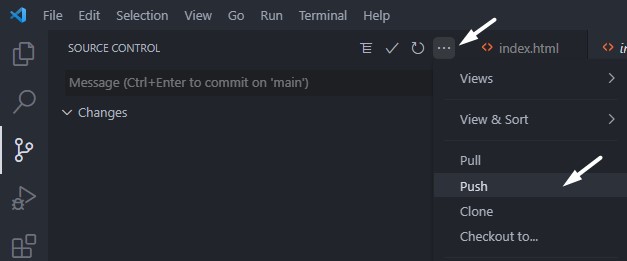 File Edit Selection View Go Run Terminal Help
SOURCE CONTROL
index.html
Message (Ctrl+Enter to commit on 'main')
Changes
Views
View & Sort
Pull
Push
Clone
Checkout to...